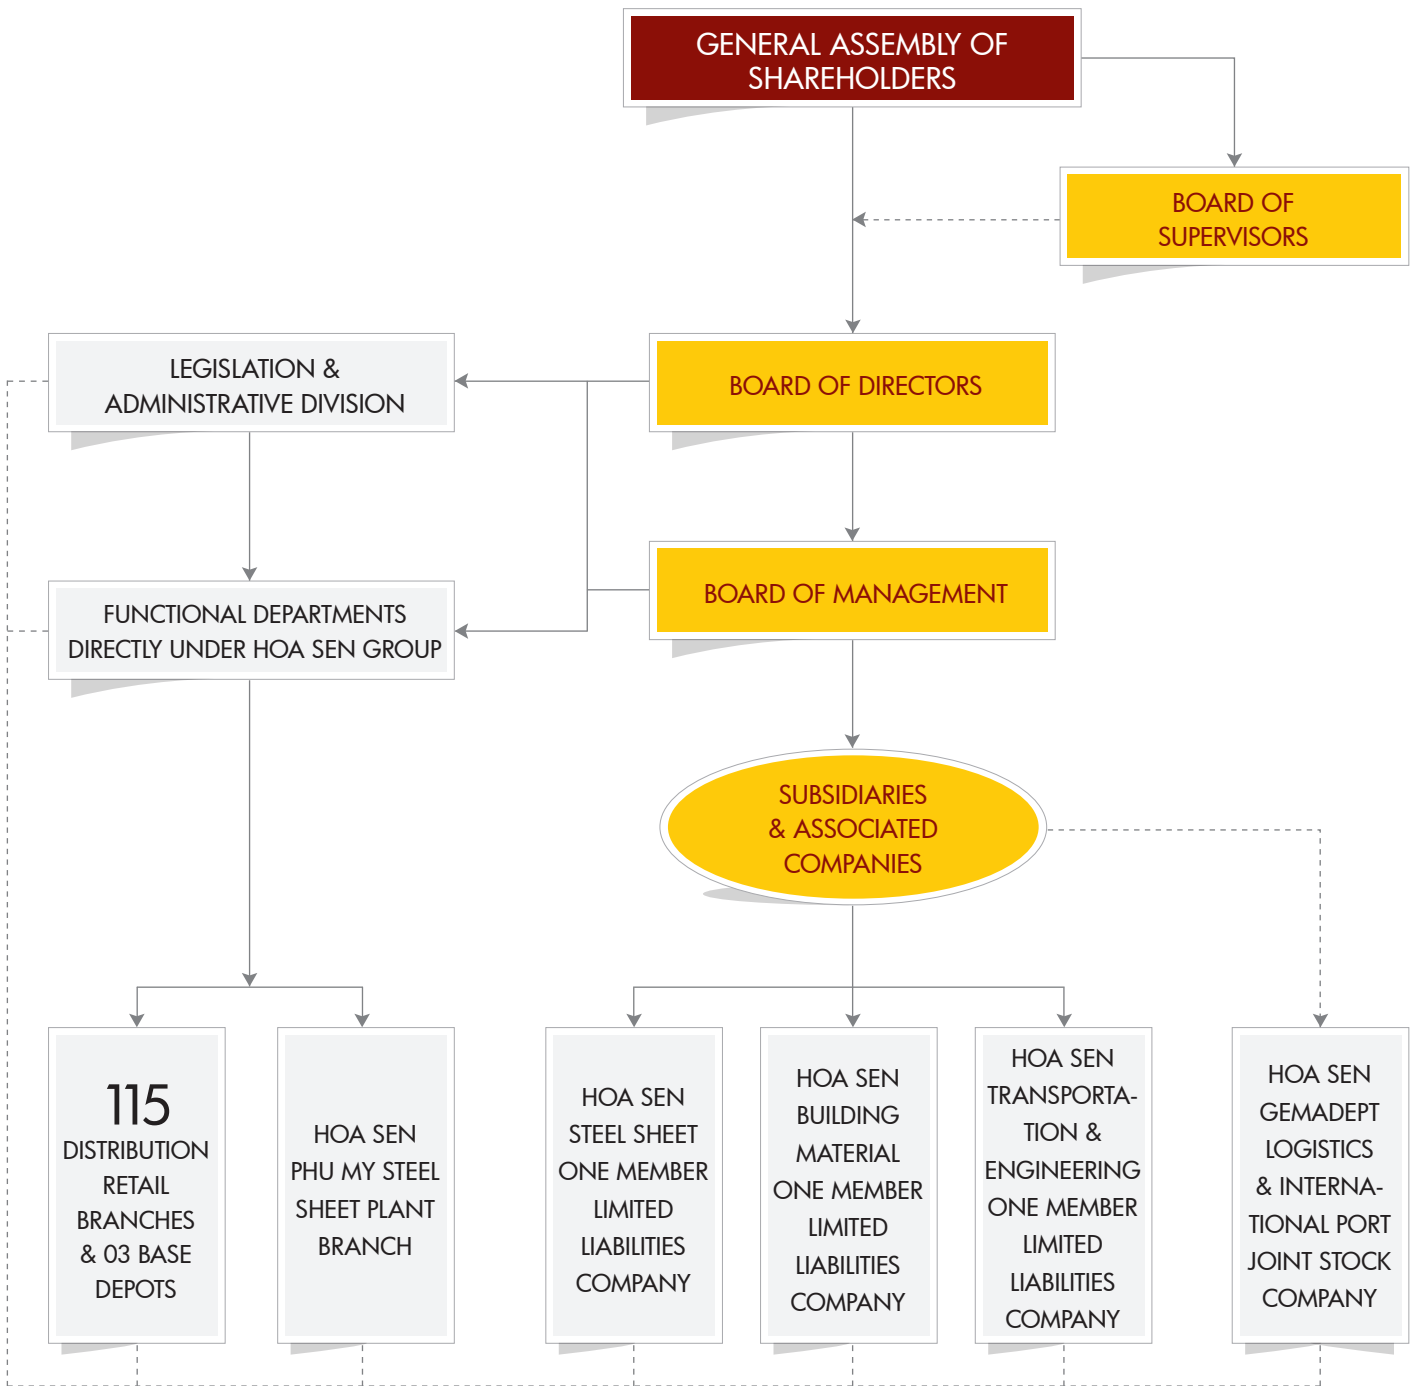 GENERAL ASSEMBLY OF
SHAREHOLDERS
BOARD OF
SUPERVISORS
LEGISLATION &
ADMINISTRATIVE DIVISION
BOARD OF DIRECTORS
FUNCTIONAL DEPARTMENTS
DIRECTLY UNDER HOA SEN GROUP
BOARD OF MANAGEMENT
SUBSIDIARIES
& ASSOCIATED
COMPANIES
115
DISTRIBUTION
RETAIL
BRANCHES
& 03 BASE
DEPOTS
HOA SEN
PHU MY STEEL
SHEET PLANT
BRANCH
HOA SEN
STEEL SHEET
ONE MEMBER
LIMITED
LIABILITIES
COMPANY
HOA SEN
BUILDING
MATERIAL
ONE MEMBER
LIMITED
LIABILITIES
COMPANY
HOA SEN
TRANSPORTA-
TION &
ENGINEERING
ONE MEMBER
LIMITED
LIABILITIES
COMPANY
HOA SEN
GEMADEPT
LOGISTICS
& INTERNA-
TIONAL PORT
JOINT STOCK
COMPANY